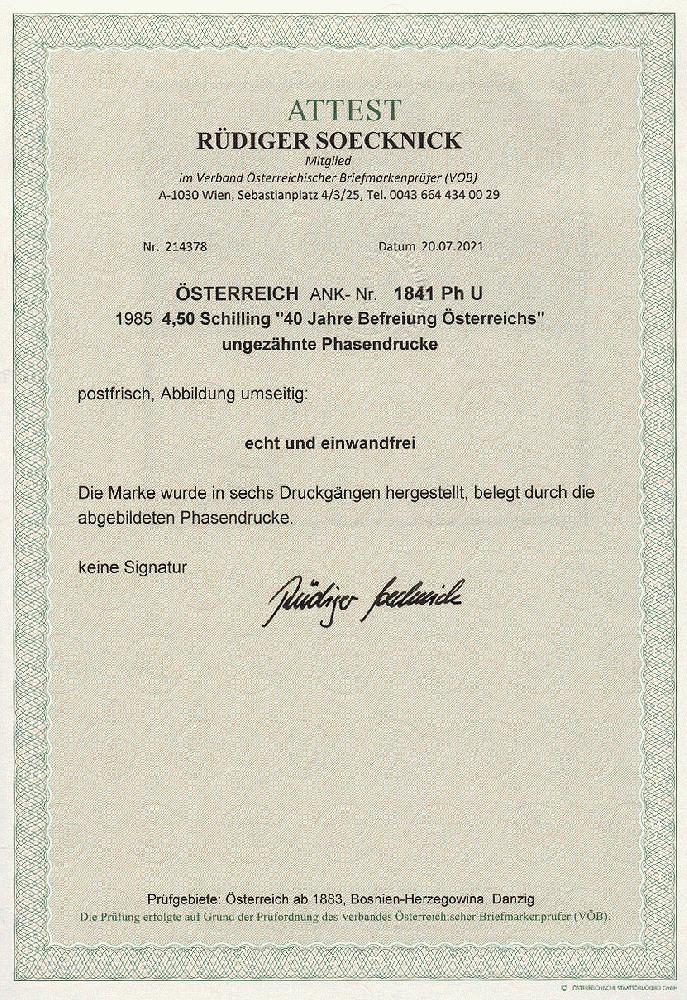 ATTEST
RÜDIGER SOECKNICK
Mitglied
im Verband Österreichischer Briefmarkenprüfer (VÖB)
A-1030 Wien, Sebastianplatz 4/3/25, Tel. 0043 664 434 00 29
Nr. 214378 Datum 20.07.2021
ÖSTERREICH ANK- Nr. 1841 Ph U
1985 4,50 Schilling "40 Jahre Befreiung Österreichs"
ungezähnte Phasendrucke
postfrisch, Abbildung umseitig:
echt und einwandfrei
Die Marke wurde in sechs Druckgängen hergestellt, belegt durch die
abgebildeten Phasendrucke.
keine Signatur
Rüdiger Soecknick
Prüfgebiete: Österreich ab 1883, Bosnien-Herzegowina, Danzig
Die Prüfung erfolgte auf Grund der Prüfordnung des Verbandes Österreichischer Briefmarkenprüfer (VÖB).
© ÖSTERREICHISCHE STAATSDRUCKEREI GmbH